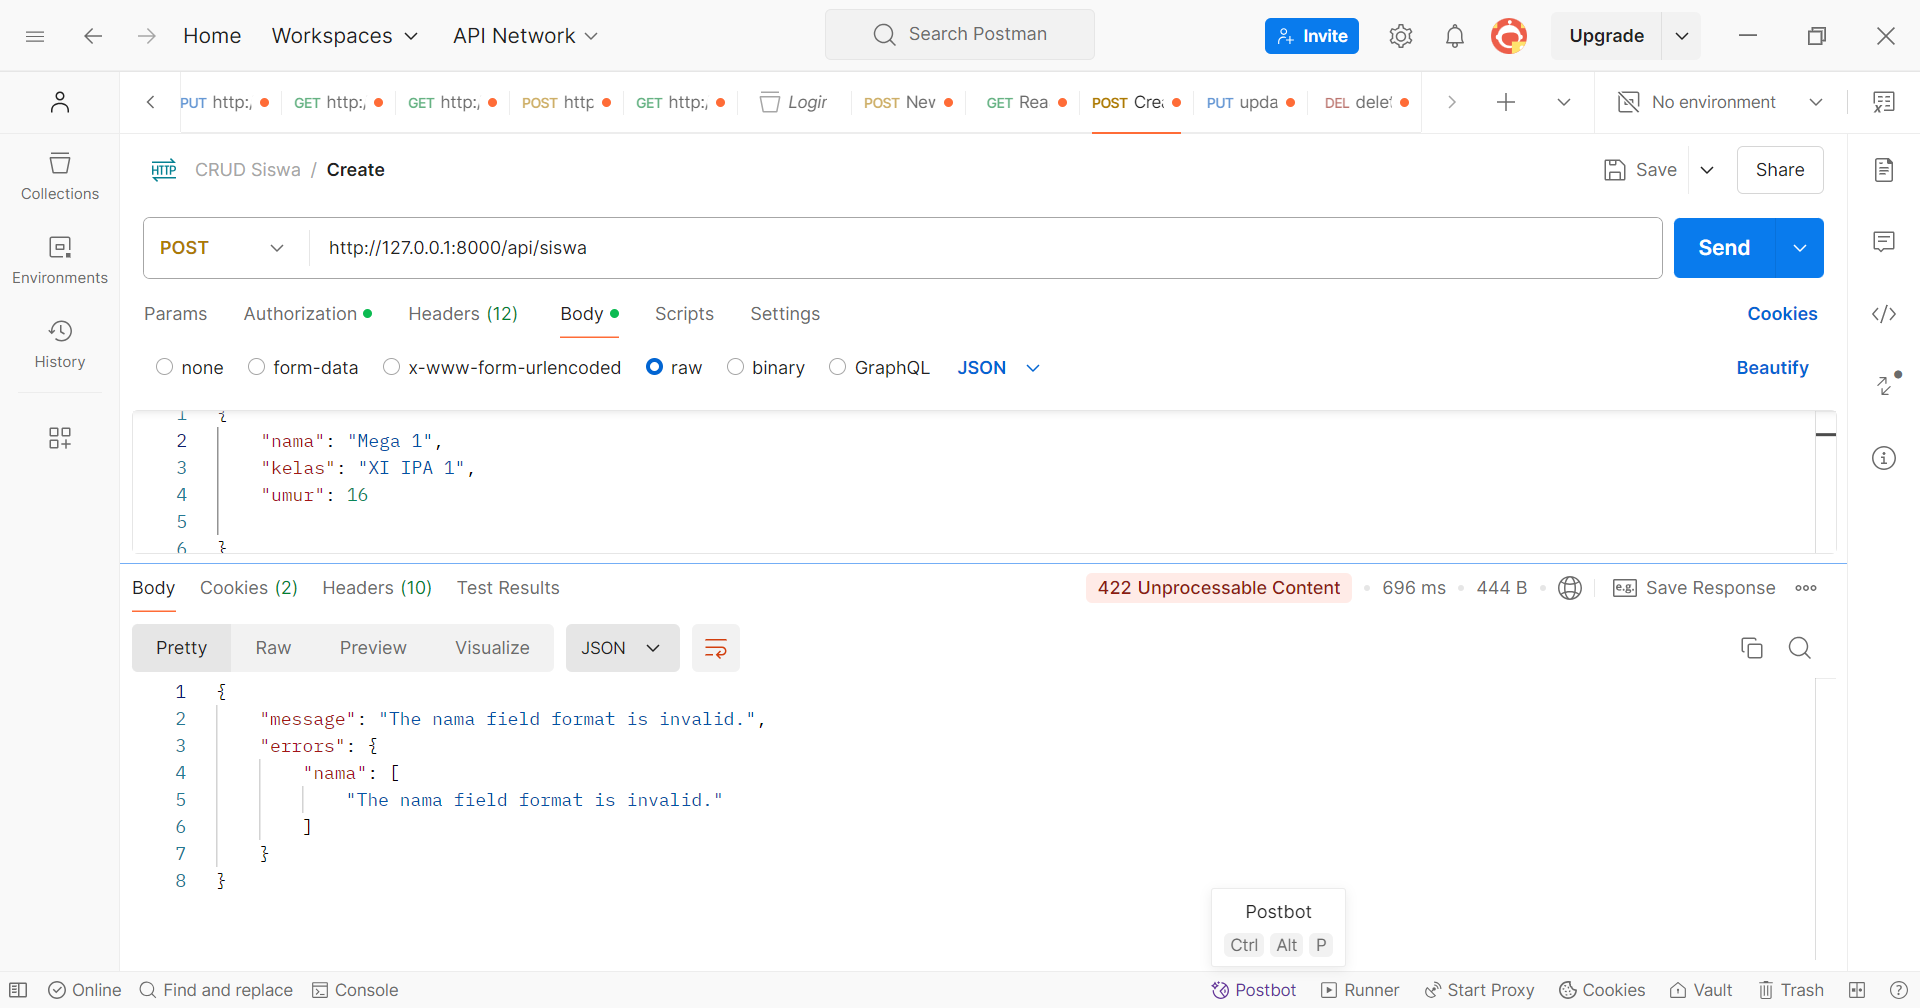 Home Workspaces API Network Search Postman Invite Upgrade
PUT http:/ GET http:/ GET http:/ POST http GET http:/ Login POST New GET Rea POST Crea PUT upda DEL delet No environment
HTTP CRUD Siswa / Create Save Share
Collections
POST http://127.0.0.1:8000/api/siswa Send
Environments
Params Authorization Headers (12) Body Scripts Settings Cookies
History
none form-data x-www-form-urlencoded raw binary GraphQL JSON Beautify
1 {
2 "nama": "Mega 1",
3 "kelas": "XI IPA 1",
4 "umur": 16
5
6 }
Body Cookies (2) Headers (10) Test Results 422 Unprocessable Content 696 ms 444 B e.g. Save Response
Pretty Raw Preview Visualize JSON
1 {
2 "message": "The nama field format is invalid.",
3 "errors": {
4 "nama": [
5 "The nama field format is invalid."
6 ]
7 }
8 }
Postbot
Ctrl Alt P
Online Find and replace Console Postbot Runner Start Proxy Cookies Vault Trash